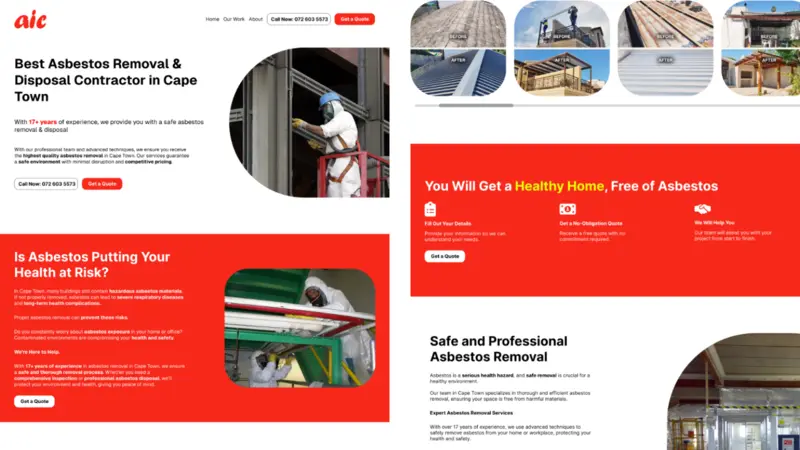 aic
Home Our Work About Call Now: 072 603 5573 Get a Quote
Best Asbestos Removal &
Disposal Contractor in Cape
Town
With 17+ years of experience, we provide you with a safe asbestos
removal & disposal
With our professional team and advanced techniques, we ensure you receive
the highest quality asbestos removal in Cape Town. Our services guarantee
a safe environment with minimal disruption and competitive pricing.
Call Now: 072 603 5573 Get a Quote
Is Asbestos Putting Your
Health at Risk?
In Cape Town, many buildings still contain hazardous asbestos materials.
If not properly removed, asbestos can lead to severe respiratory diseases
and long-term health complications.
Proper asbestos removal can prevent these risks.
Do you constantly worry about asbestos exposure in your home or office?
Contaminated environments are compromising your health and safety.
We're Here to Help.
With 17+ years of experience in asbestos removal in Cape Town, we ensure
a safe and thorough removal process. Whether you need a
comprehensive inspection or professional asbestos disposal, we'll
protect your environment and health, giving you peace of mind.
Get a Quote
BEFORE BEFORE BEFORE BEFORE
AFTER AFTER AFTER AFTER
You Will Get a Healthy Home, Free of Asbestos
Fill Out Your Details
Provide your information so we can
understand your needs.
Get a No-Obligation Quote
Receive a free quote with no
commitment required.
We Will Help You
Our team will assist you with your
project from start to finish.
Get a Quote
Safe and Professional
Asbestos Removal
Asbestos is a serious health hazard, and safe removal is crucial for a
healthy environment.
Our team in Cape Town specializes in thorough and efficient asbestos
removal, ensuring your space is free from harmful materials.
Expert Asbestos Removal Services
With over 17 years of experience, we use advanced techniques to
safely remove asbestos from your home or workplace, protecting your
health and safety.